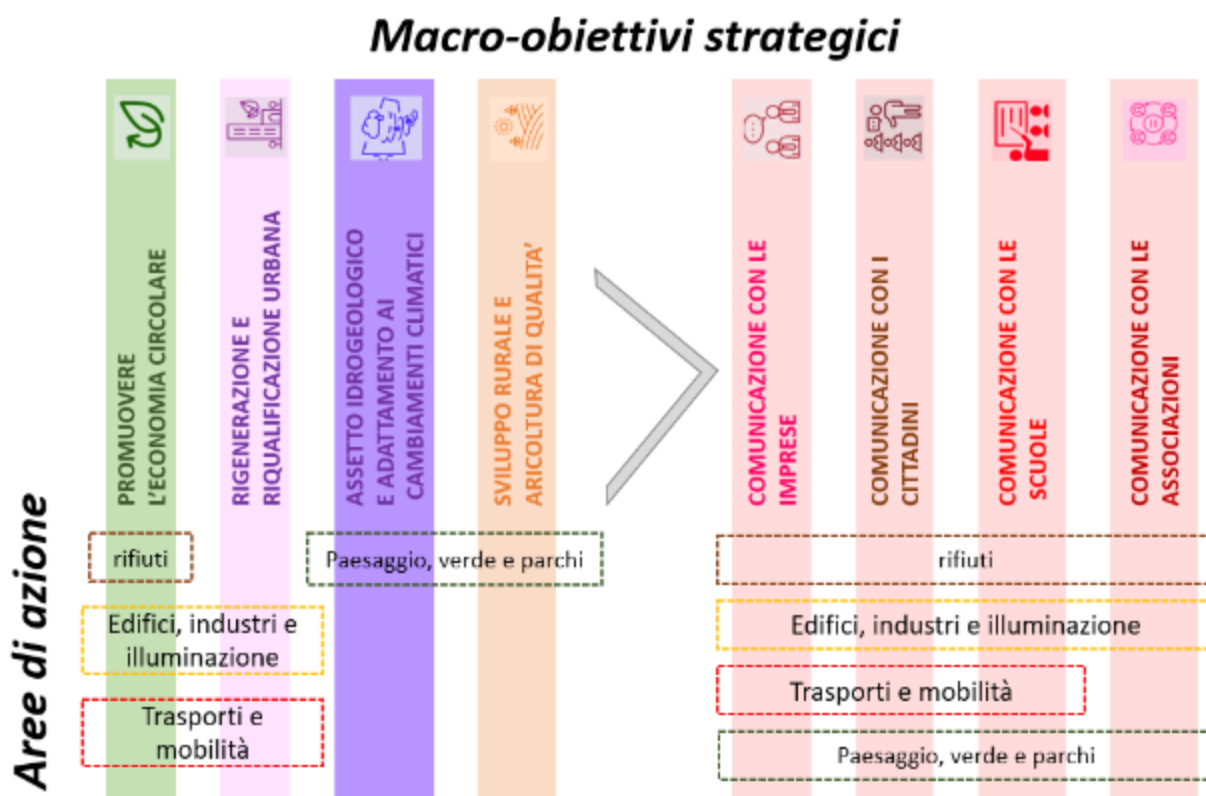 Macro-obiettivi strategici
PROMUOVERE
L'ECONOMIA CIRCOLARE
RIGENERAZIONE E
RIQUALIFICAZIONE URBANA
ASSETTO IDROGEOLOGICO
E ADATTAMENTO AI
CAMBIAMENTI CLIMATICI
SVILUPPO RURALE E
ARICOLTURA DI QUALITA'
COMUNICAZIONE CON LE
IMPRESE
COMUNICAZIONE CON I
CITTADINI
COMUNICAZIONE CON LE
SCUOLE
COMUNICAZIONE CON LE
ASSOCIAZIONI
Aree di azione
rifiuti
Paesaggio, verde e parchi
Edifici, industri e
illuminazione
Trasporti e
mobilità
rifiuti
Edifici, industri e illuminazione
Trasporti e mobilità
Paesaggio, verde e parchi